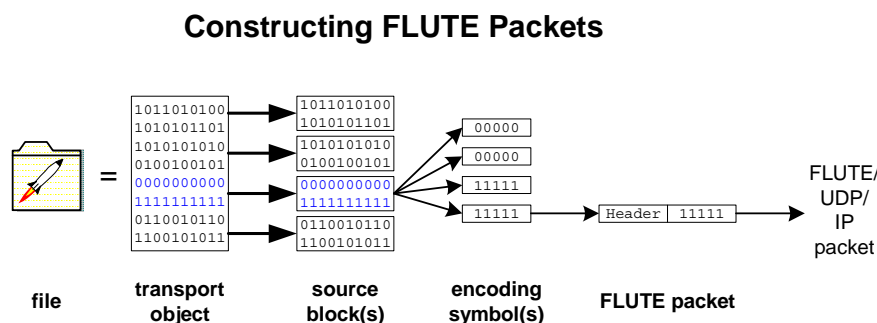 Constructing FLUTE Packets
=
1011010100
1010101101
1010101010
0100100101
0000000000
1111111111
0110010110
1100101011
1011010100
1010101101
1010101010
0100100101
0000000000
1111111111
0110010110
1100101011
00000
00000
11111
11111
Header 11111
FLUTE/
UDP/
IP
packet
file
transport
object
source
block(s)
encoding
symbol(s)
FLUTE packet